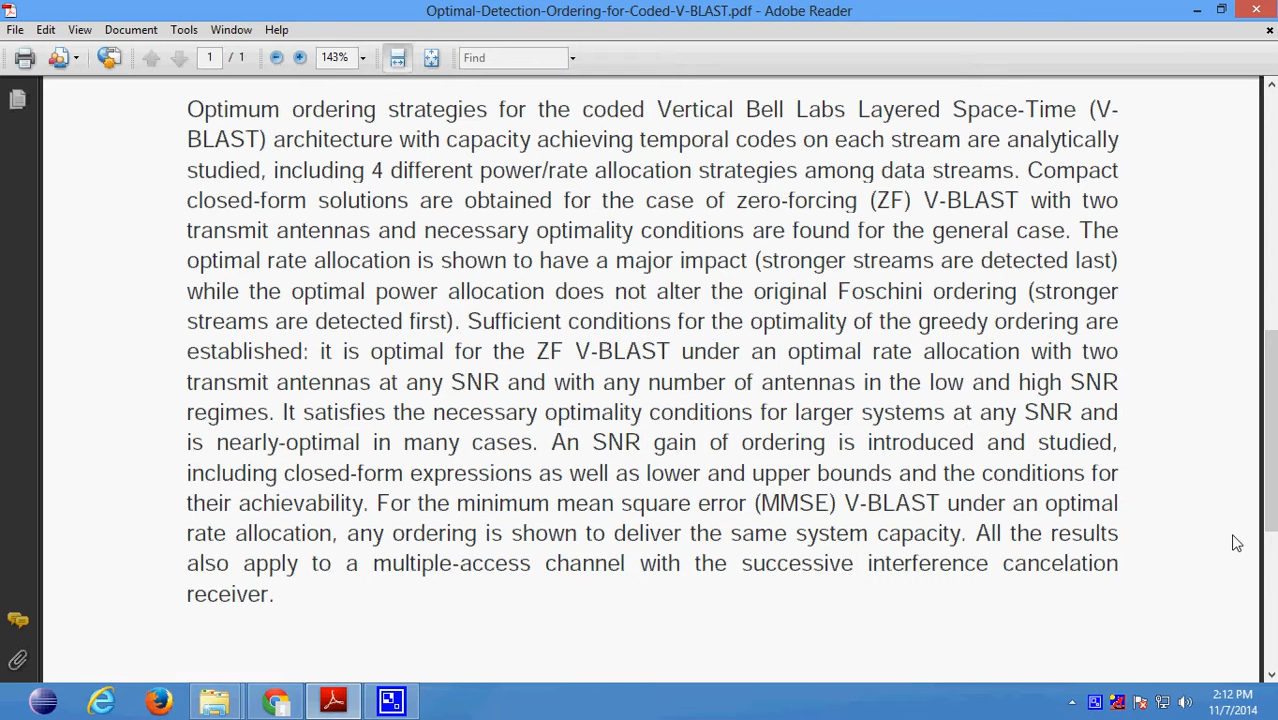 Optimal-Detection-Ordering-for-Coded-V-BLAST.pdf - Adobe Reader
File Edit View Document Tools Window Help
1 / 1 143% Find
Optimum ordering strategies for the coded Vertical Bell Labs Layered Space-Time (V-
BLAST) architecture with capacity achieving temporal codes on each stream are analytically
studied, including 4 different power/rate allocation strategies among data streams. Compact
closed-form solutions are obtained for the case of zero-forcing (ZF) V-BLAST with two
transmit antennas and necessary optimality conditions are found for the general case. The
optimal rate allocation is shown to have a major impact (stronger streams are detected last)
while the optimal power allocation does not alter the original Foschini ordering (stronger
streams are detected first). Sufficient conditions for the optimality of the greedy ordering are
established: it is optimal for the ZF V-BLAST under an optimal rate allocation with two
transmit antennas at any SNR and with any number of antennas in the low and high SNR
regimes. It satisfies the necessary optimality conditions for larger systems at any SNR and
is nearly-optimal in many cases. An SNR gain of ordering is introduced and studied,
including closed-form expressions as well as lower and upper bounds and the conditions for
their achievability. For the minimum mean square error (MMSE) V-BLAST under an optimal
rate allocation, any ordering is shown to deliver the same system capacity. All the results
also apply to a multiple-access channel with the successive interference cancelation
receiver.
2:12 PM
11/7/2014